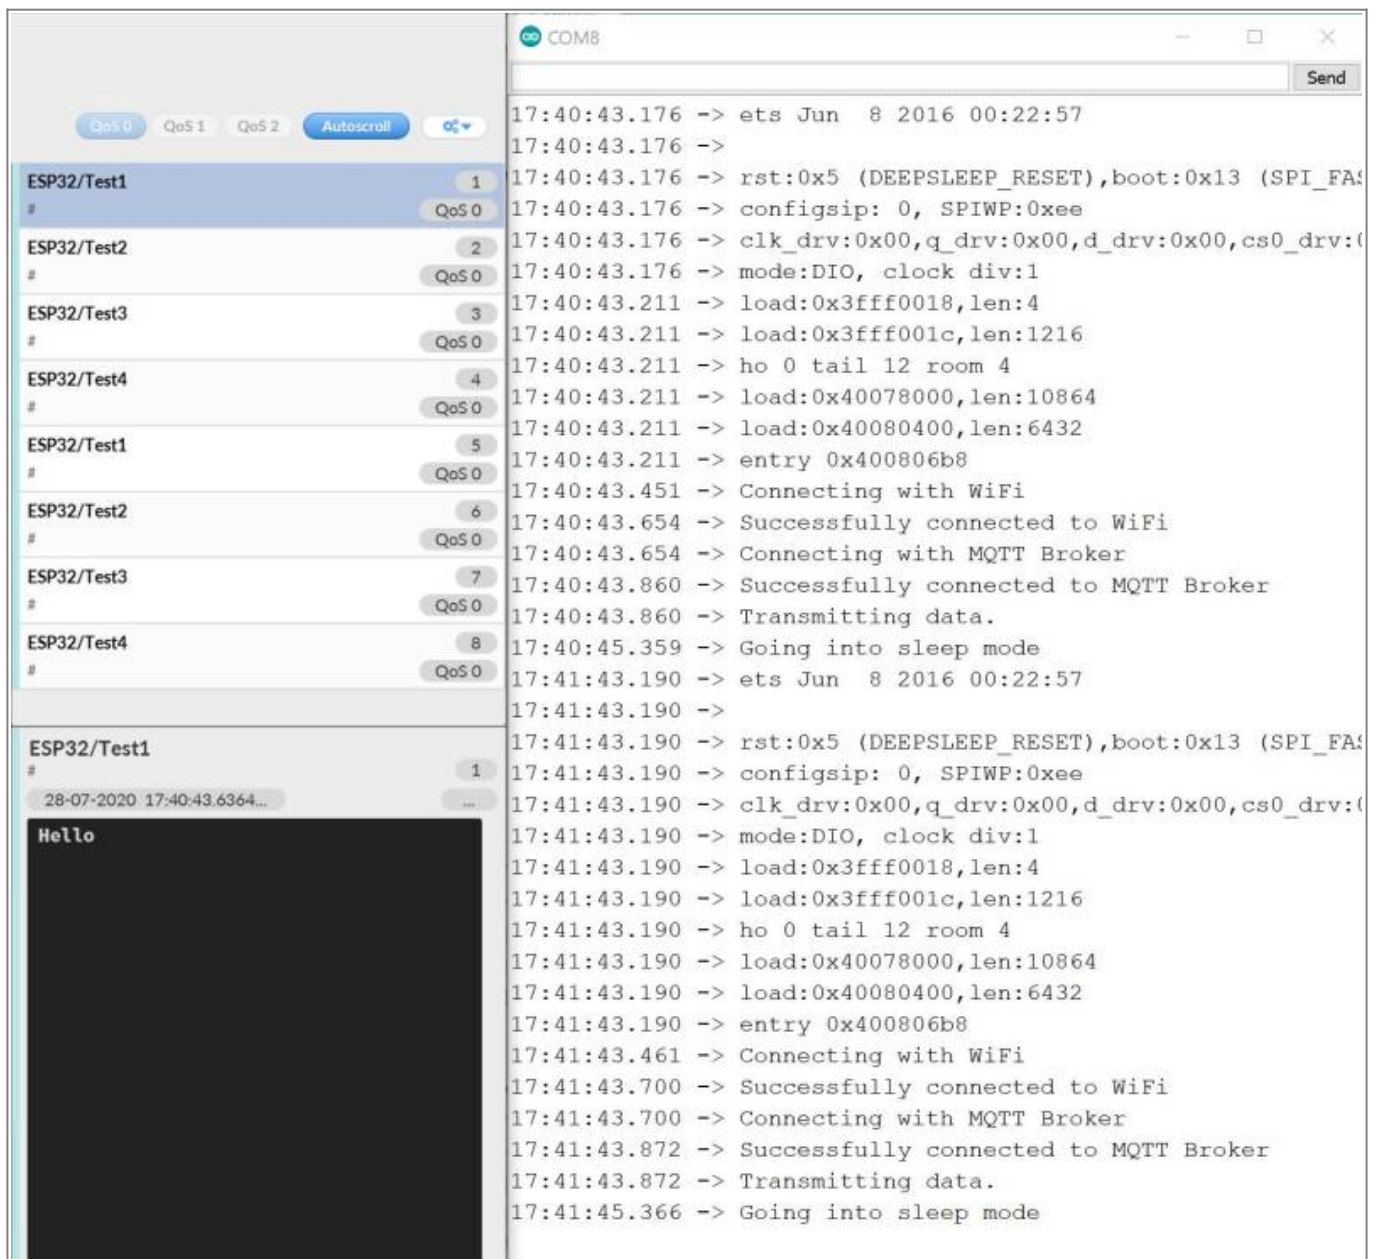 QoS 0 QoS 1 QoS 2 Autoscroll
ESP32/Test1 1
# QoS 0
ESP32/Test2 2
# QoS 0
ESP32/Test3 3
# QoS 0
ESP32/Test4 4
# QoS 0
ESP32/Test1 5
# QoS 0
ESP32/Test2 6
# QoS 0
ESP32/Test3 7
# QoS 0
ESP32/Test4 8
# QoS 0
ESP32/Test1
# 1
28-07-2020 17:40:43.6364... ...
Hello
COM8
Send
17:40:43.176 -> ets Jun  8 2016 00:22:57
17:40:43.176 ->
17:40:43.176 -> rst:0x5 (DEEPSLEEP_RESET),boot:0x13 (SPI_FAS
17:40:43.176 -> configsip: 0, SPIWP:0xee
17:40:43.176 -> clk_drv:0x00,q_drv:0x00,d_drv:0x00,cs0_drv:0
17:40:43.176 -> mode:DIO, clock div:1
17:40:43.211 -> load:0x3fff0018,len:4
17:40:43.211 -> load:0x3fff001c,len:1216
17:40:43.211 -> ho 0 tail 12 room 4
17:40:43.211 -> load:0x40078000,len:10864
17:40:43.211 -> load:0x40080400,len:6432
17:40:43.211 -> entry 0x400806b8
17:40:43.451 -> Connecting with WiFi
17:40:43.654 -> Successfully connected to WiFi
17:40:43.654 -> Connecting with MQTT Broker
17:40:43.860 -> Successfully connected to MQTT Broker
17:40:43.860 -> Transmitting data.
17:40:45.359 -> Going into sleep mode
17:41:43.190 -> ets Jun  8 2016 00:22:57
17:41:43.190 ->
17:41:43.190 -> rst:0x5 (DEEPSLEEP_RESET),boot:0x13 (SPI_FAS
17:41:43.190 -> configsip: 0, SPIWP:0xee
17:41:43.190 -> clk_drv:0x00,q_drv:0x00,d_drv:0x00,cs0_drv:0
17:41:43.190 -> mode:DIO, clock div:1
17:41:43.190 -> load:0x3fff0018,len:4
17:41:43.190 -> load:0x3fff001c,len:1216
17:41:43.190 -> ho 0 tail 12 room 4
17:41:43.190 -> load:0x40078000,len:10864
17:41:43.190 -> load:0x40080400,len:6432
17:41:43.190 -> entry 0x400806b8
17:41:43.461 -> Connecting with WiFi
17:41:43.700 -> Successfully connected to WiFi
17:41:43.700 -> Connecting with MQTT Broker
17:41:43.872 -> Successfully connected to MQTT Broker
17:41:43.872 -> Transmitting data.
17:41:45.366 -> Going into sleep mode